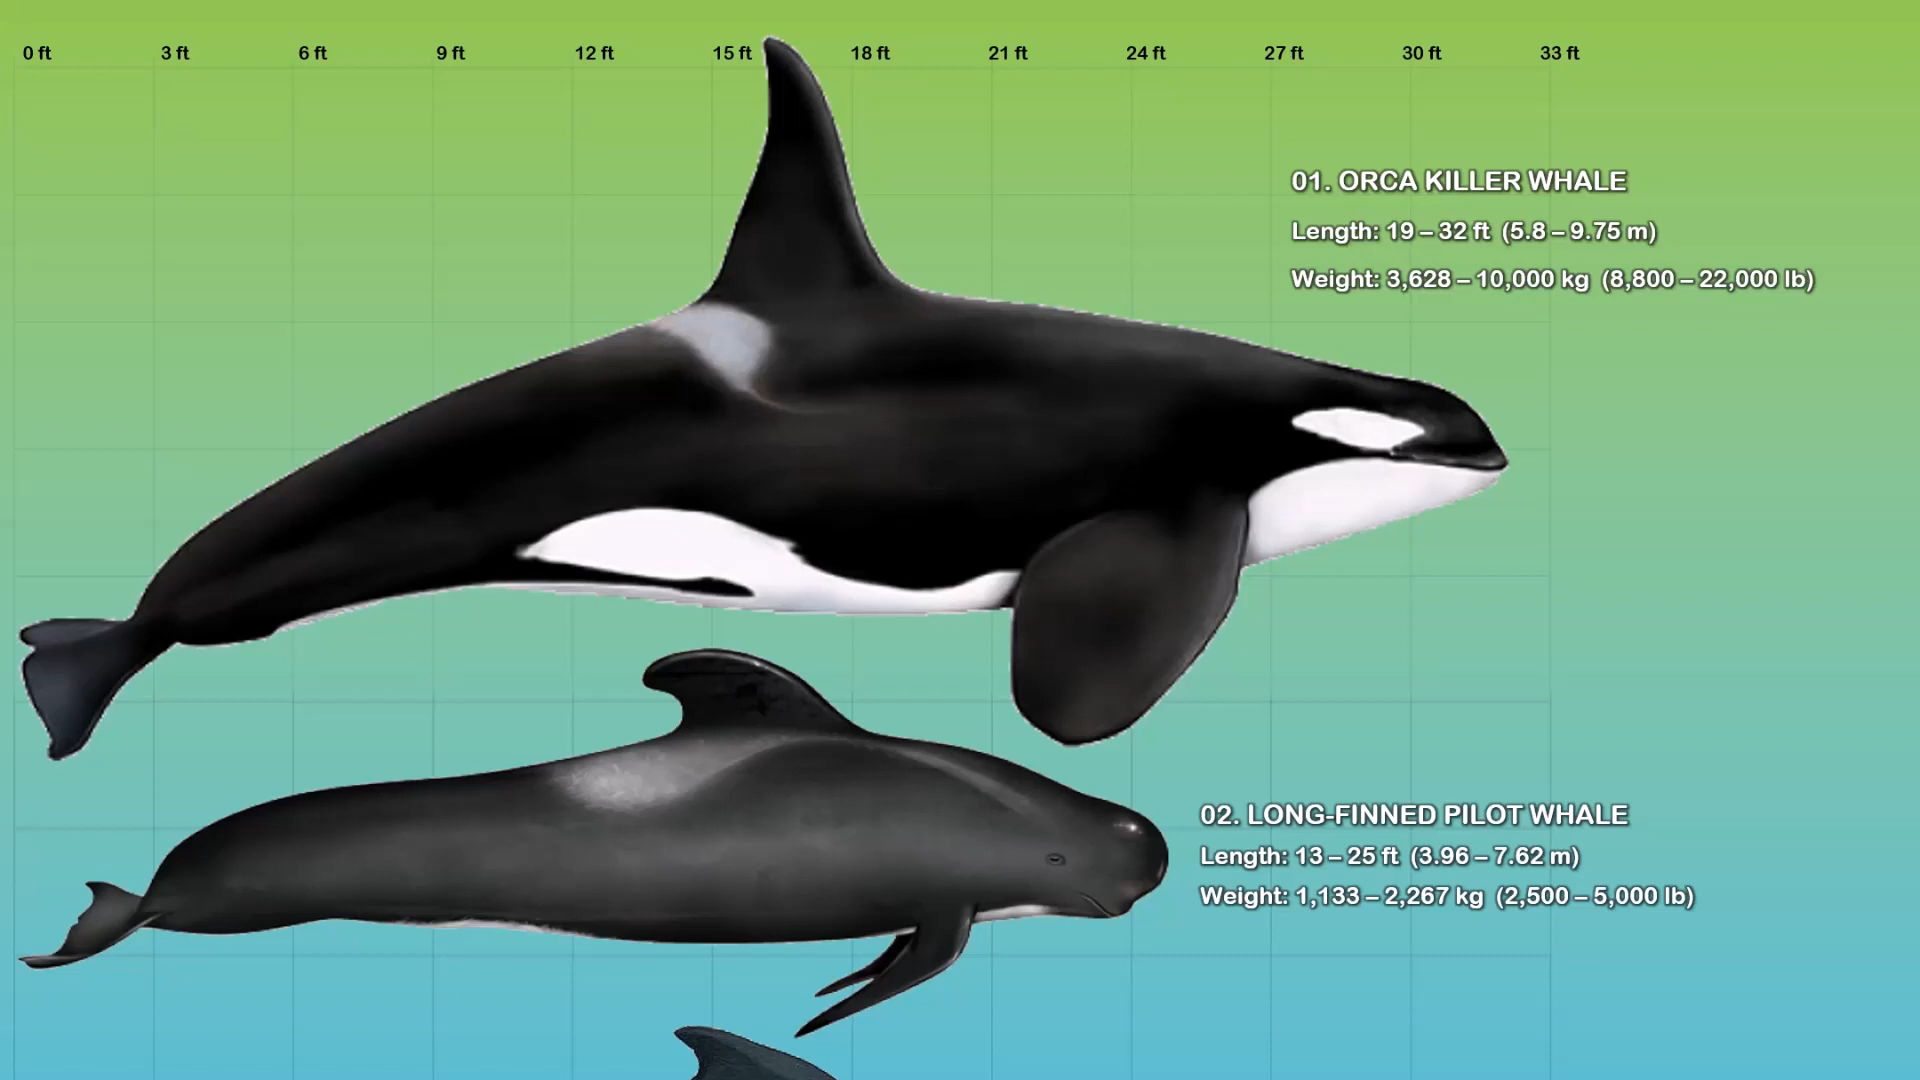 0 ft 3 ft 6 ft 9 ft 12 ft 15 ft 18 ft 21 ft 24 ft 27 ft 30 ft 33 ft
01. ORCA KILLER WHALE
Length: 19 – 32 ft (5.8 – 9.75 m)
Weight: 3,628 – 10,000 kg (8,800 – 22,000 lb)
02. LONG-FINNED PILOT WHALE
Length: 13 – 25 ft (3.96 – 7.62 m)
Weight: 1,133 – 2,267 kg (2,500 – 5,000 lb)